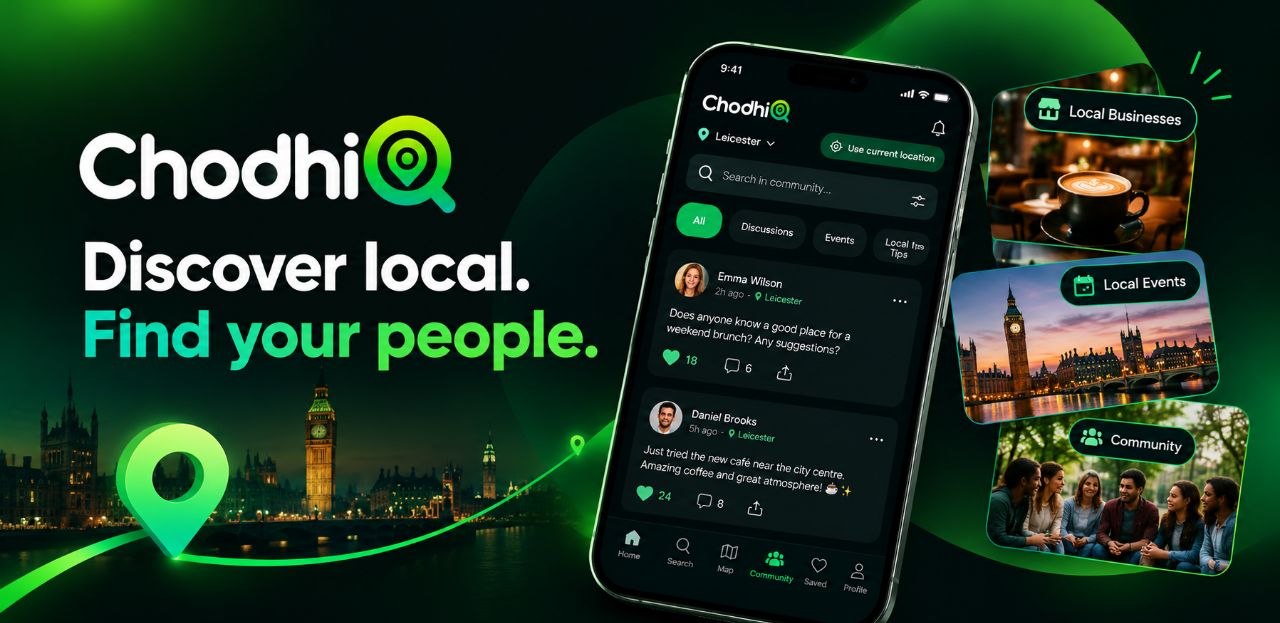 ChodhiQ
Discover local.
Find your people.
9:41
ChodhiQ
Leicester
Use current location
Search in community...
All
Discussions
Events
Local
Tips
Emma Wilson
2h ago - Leicester
Does anyone know a good place for a
weekend brunch? Any suggestions?
18
6
Daniel Brooks
5h ago - Leicester
Just tried the new café near the city centre.
Amazing coffee and great atmosphere! ☕✨
24
8
Home
Search
Map
Community
Saved
Profile
Local Businesses
Local Events
Community